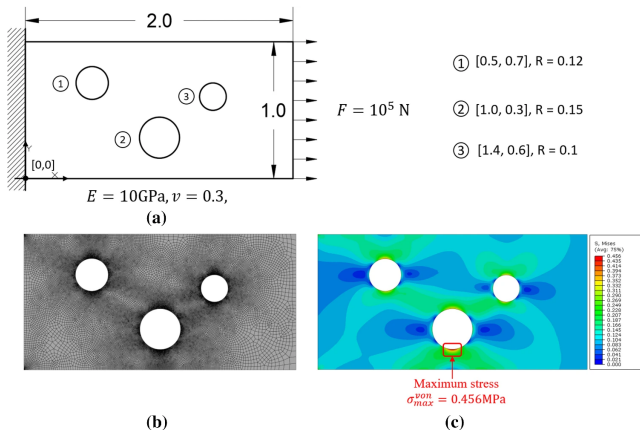 2.0
① [0.5, 0.7], R = 0.12
①
③
1.0
F = 10⁵ N
② [1.0, 0.3], R = 0.15
②
Y
[0,0]
X
③ [1.4, 0.6], R = 0.1
E = 10GPa, v = 0.3,
(a)
S, Mises
(Avg: 75%)
0.456
0.435
0.414
0.394
0.373
0.352
0.332
0.311
0.290
0.269
0.249
0.228
0.207
0.187
0.166
0.145
0.124
0.104
0.083
0.062
0.041
0.021
0.000
Maximum stress
σᵛᵒⁿₘₐₓ = 0.456MPa
(b)
(c)